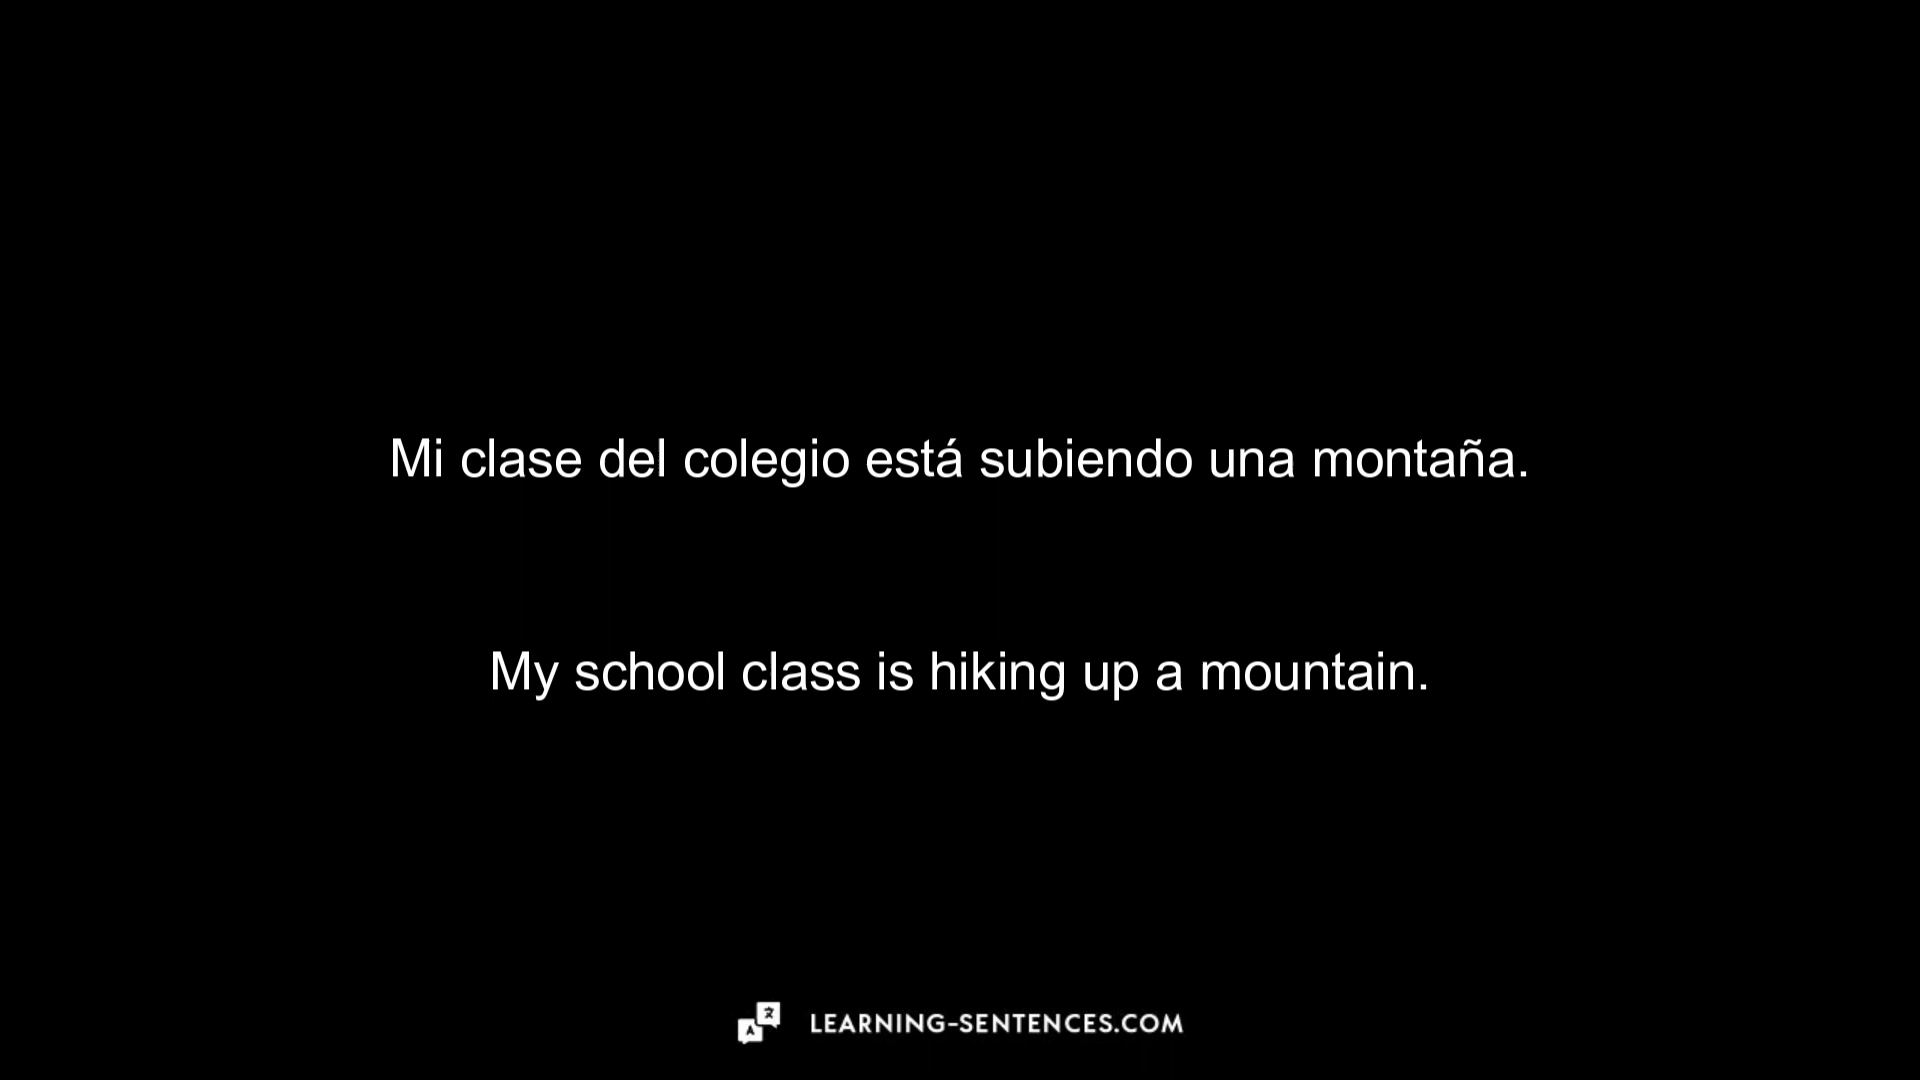 Mi clase del colegio está subiendo una montaña.
My school class is hiking up a mountain.
LEARNING-SENTENCES.COM